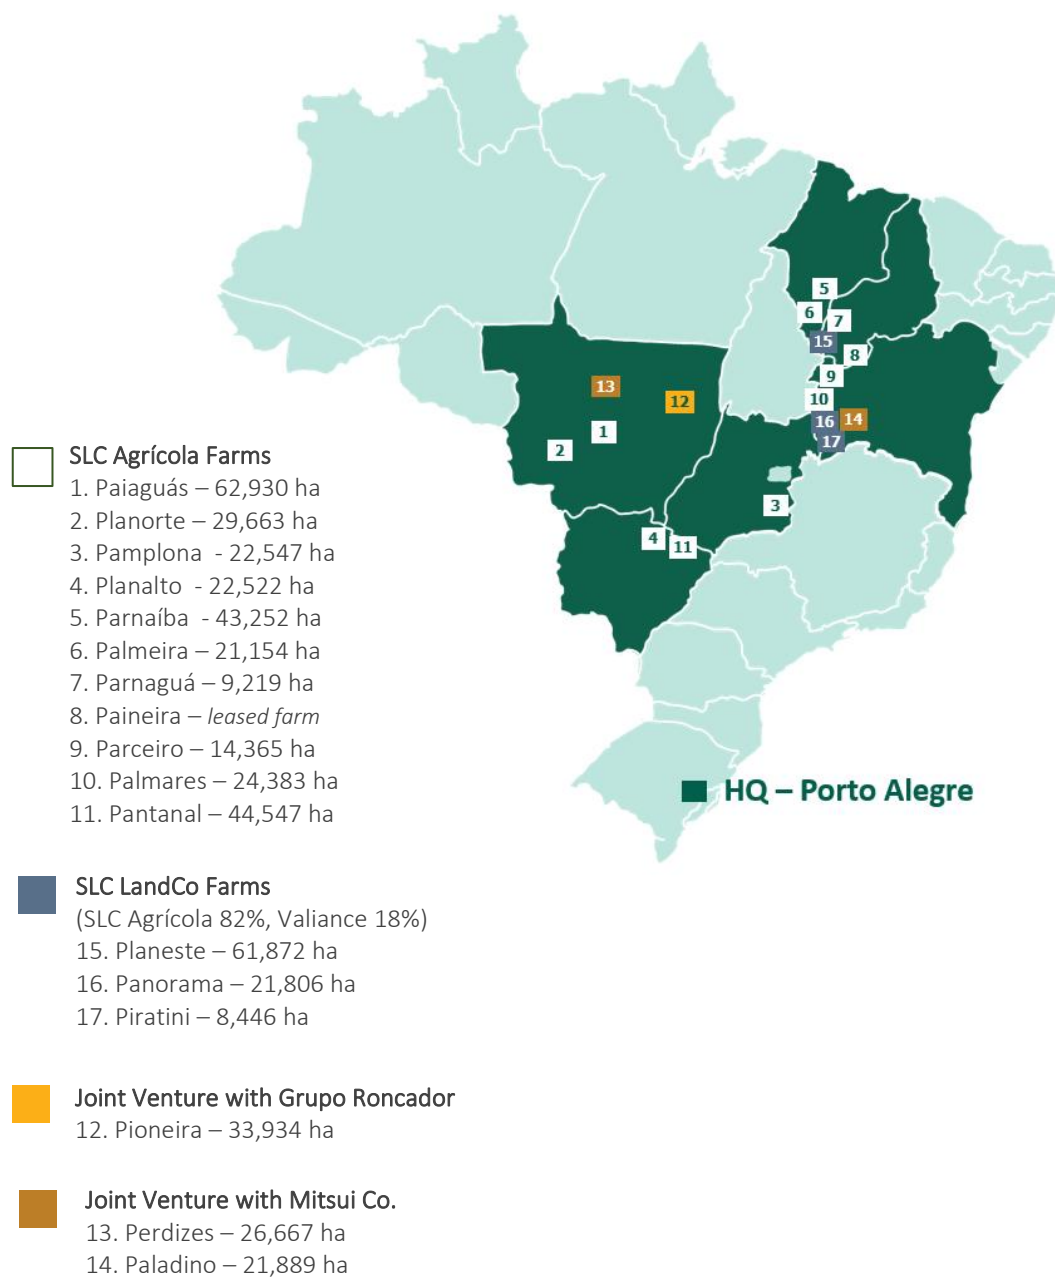 5
6
7
15
8
13
9
12
10
16
14
1
17
2
3
4
11
SLC Agrícola Farms
1. Paiaguás – 62,930 ha
2. Planorte – 29,663 ha
3. Pamplona - 22,547 ha
4. Planalto - 22,522 ha
5. Parnaíba - 43,252 ha
6. Palmeira – 21,154 ha
7. Parnaguá – 9,219 ha
8. Paineira – leased farm
9. Parceiro – 14,365 ha
10. Palmares – 24,383 ha
11. Pantanal – 44,547 ha
HQ – Porto Alegre
SLC LandCo Farms
(SLC Agrícola 82%, Valiance 18%)
15. Planeste – 61,872 ha
16. Panorama – 21,806 ha
17. Piratini – 8,446 ha
Joint Venture with Grupo Roncador
12. Pioneira – 33,934 ha
Joint Venture with Mitsui Co.
13. Perdizes – 26,667 ha
14. Paladino – 21,889 ha